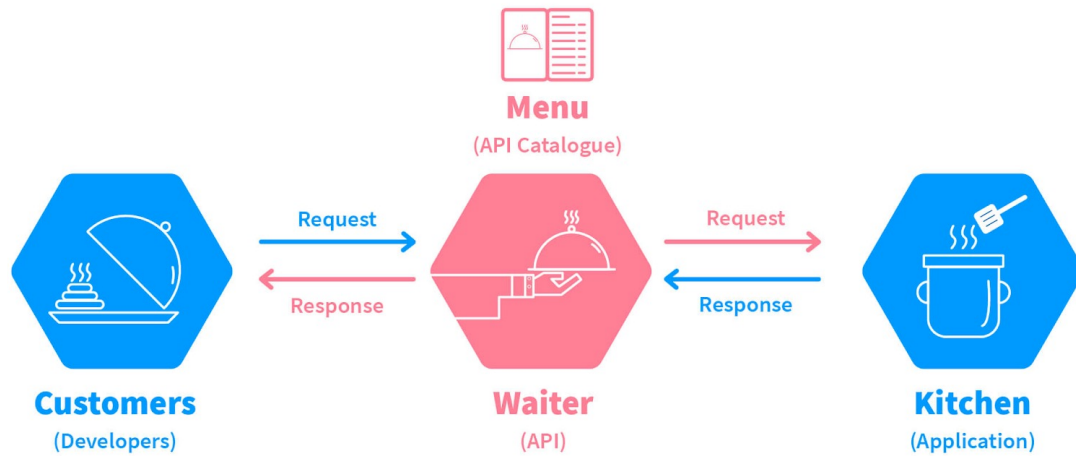 Menu
(API Catalogue)
Request
Request
Response
Response
Customers
(Developers)
Waiter
(API)
Kitchen
(Application)